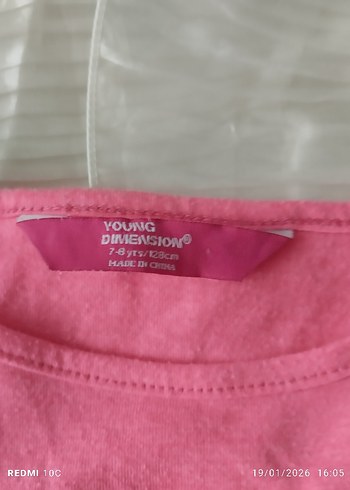 YOUNG
DIMENSION®
7-8 yrs/128cm
MADE IN CHINA
REDMI 10C
19/01/2026 16:05